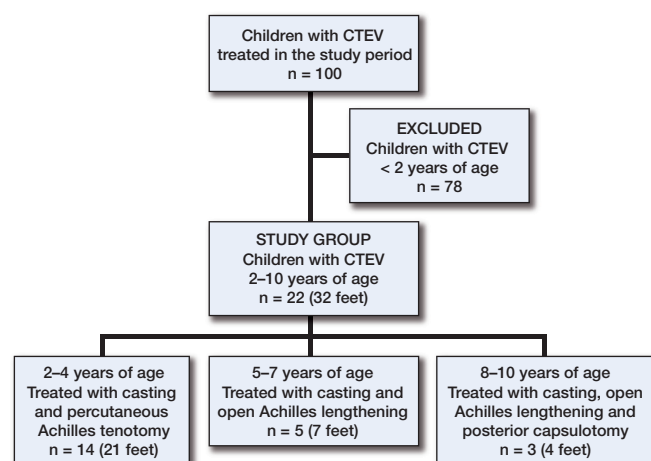 Children with CTEV
treated in the study period
n = 100
EXCLUDED
Children with CTEV
< 2 years of age
n = 78
STUDY GROUP
Children with CTEV
2–10 years of age
n = 22 (32 feet)
2–4 years of age
Treated with casting
and percutaneous
Achilles tenotomy
n = 14 (21 feet)
5–7 years of age
Treated with casting and
open Achilles lengthening
n = 5 (7 feet)
8–10 years of age
Treated with casting, open
Achilles lengthening and
posterior capsulotomy
n = 3 (4 feet)